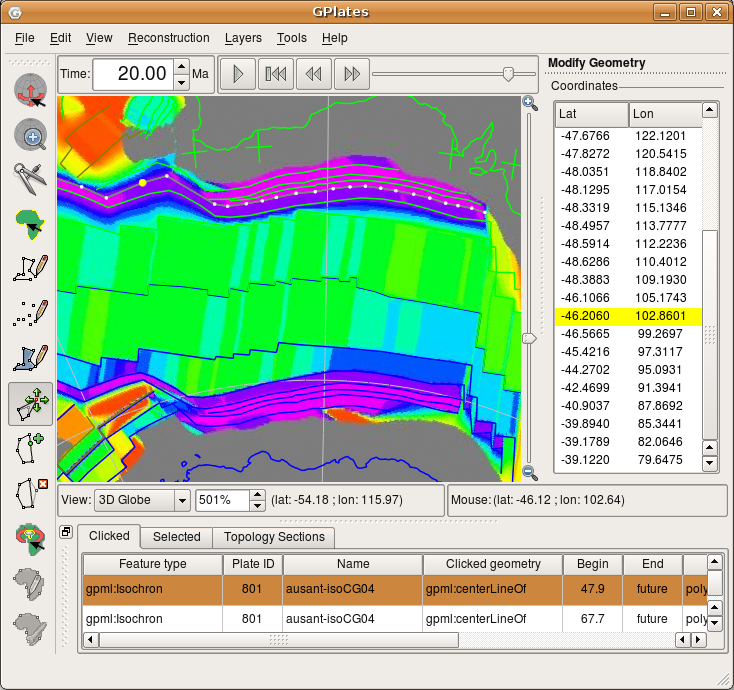 GPlates
File Edit View Reconstruction Layers Tools Help
Time: 20.00 Ma
Modify Geometry
Coordinates
Lat Lon
-47.6766 122.1201
-47.8272 120.5415
-48.0351 118.8402
-48.1295 117.0154
-48.3319 115.1346
-48.4957 113.7777
-48.5914 112.2236
-48.6286 110.4012
-48.3883 109.1930
-46.1066 105.1743
-46.2060 102.8601
-46.5665 99.2697
-45.4216 97.3117
-44.2702 95.0931
-42.4699 91.3941
-40.9037 87.8692
-39.8940 85.3441
-39.1789 82.0646
-39.1220 79.6475
View: 3D Globe 501% (lat: -54.18 ; lon: 115.97) Mouse: (lat: -46.12 ; lon: 102.64)
Clicked Selected Topology Sections
Feature type Plate ID Name Clicked geometry Begin End
gpml:Isochron 801 ausant-isoCG04 gpml:centerLineOf 47.9 future poly
gpml:Isochron 801 ausant-isoCG04 gpml:centerLineOf 67.7 future poly